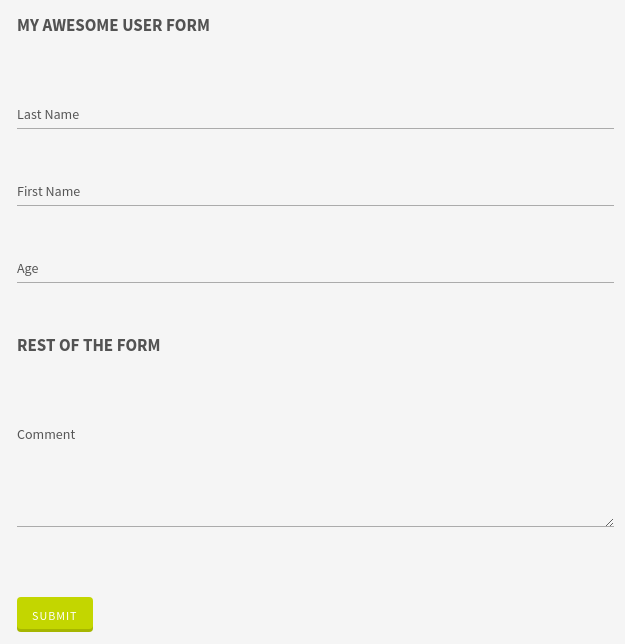 MY AWESOME USER FORM
Last Name
First Name
Age
REST OF THE FORM
Comment
SUBMIT